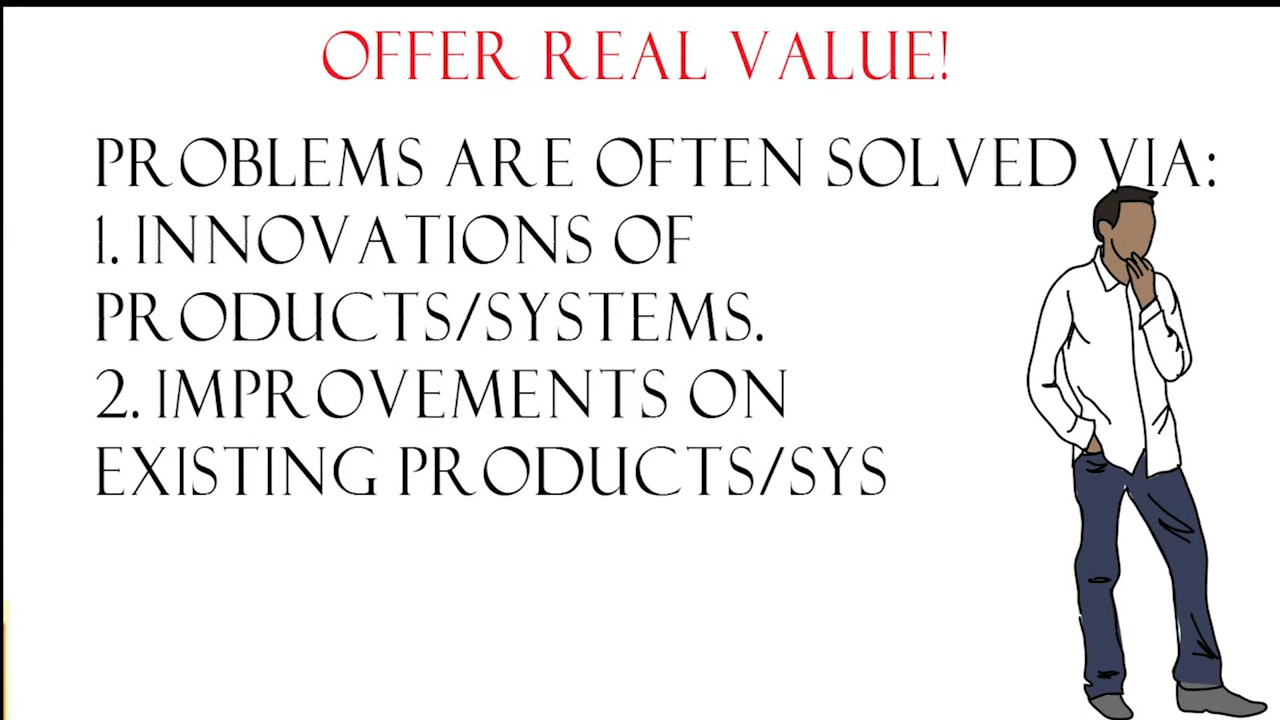 OFFER REAL VALUE!
PROBLEMS ARE OFTEN SOLVED VIA:
1. INNOVATIONS OF
PRODUCTS/SYSTEMS.
2. IMPROVEMENTS ON
EXISTING PRODUCTS/SYS